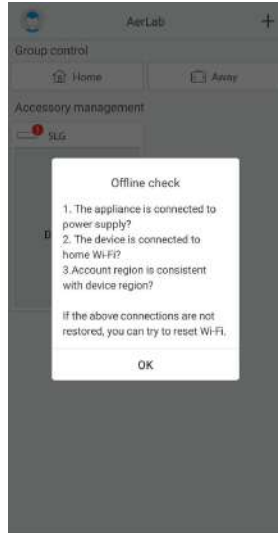 AerLab
Group control
Home
Away
Accessory management
SLG
Offline check
1. The appliance is connected to
power supply?
2. The device is connected to
home Wi-Fi?
3.Account region is consistent
with device region?
If the above connections are not
restored, you can try to reset Wi-Fi.
OK